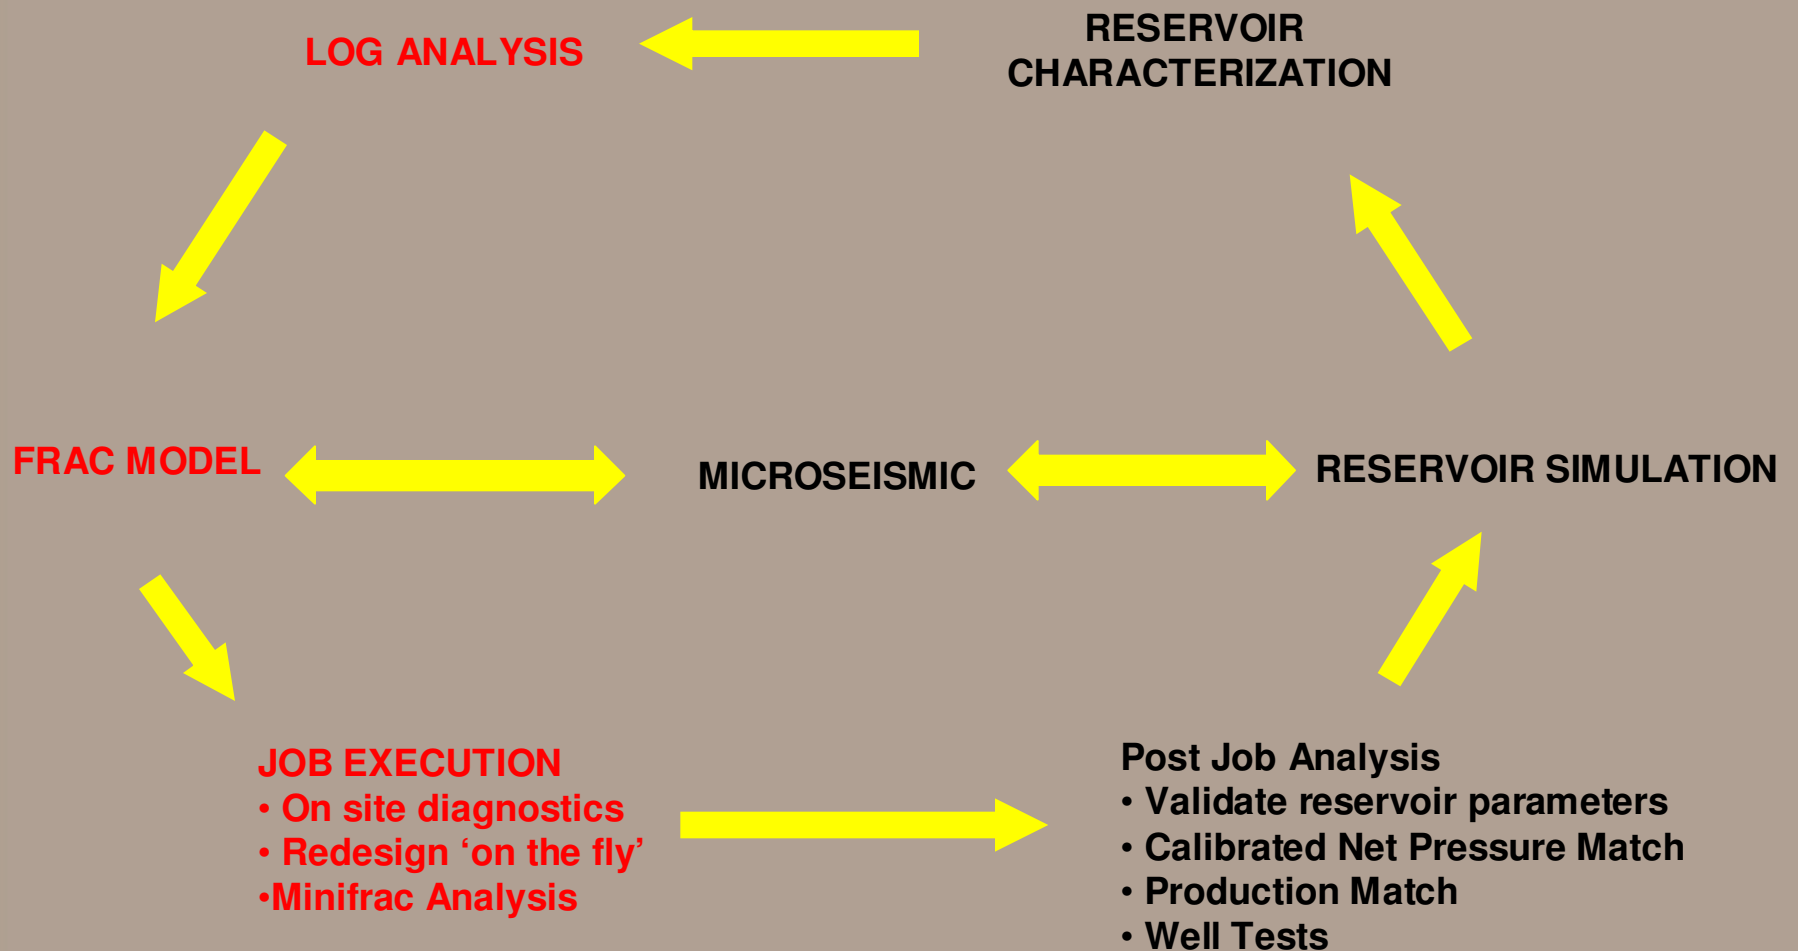 LOG ANALYSIS
RESERVOIR
CHARACTERIZATION
FRAC MODEL
MICROSEISMIC
RESERVOIR SIMULATION
JOB EXECUTION
• On site diagnostics
• Redesign ‘on the fly’
•Minifrac Analysis
Post Job Analysis
• Validate reservoir parameters
• Calibrated Net Pressure Match
• Production Match
• Well Tests